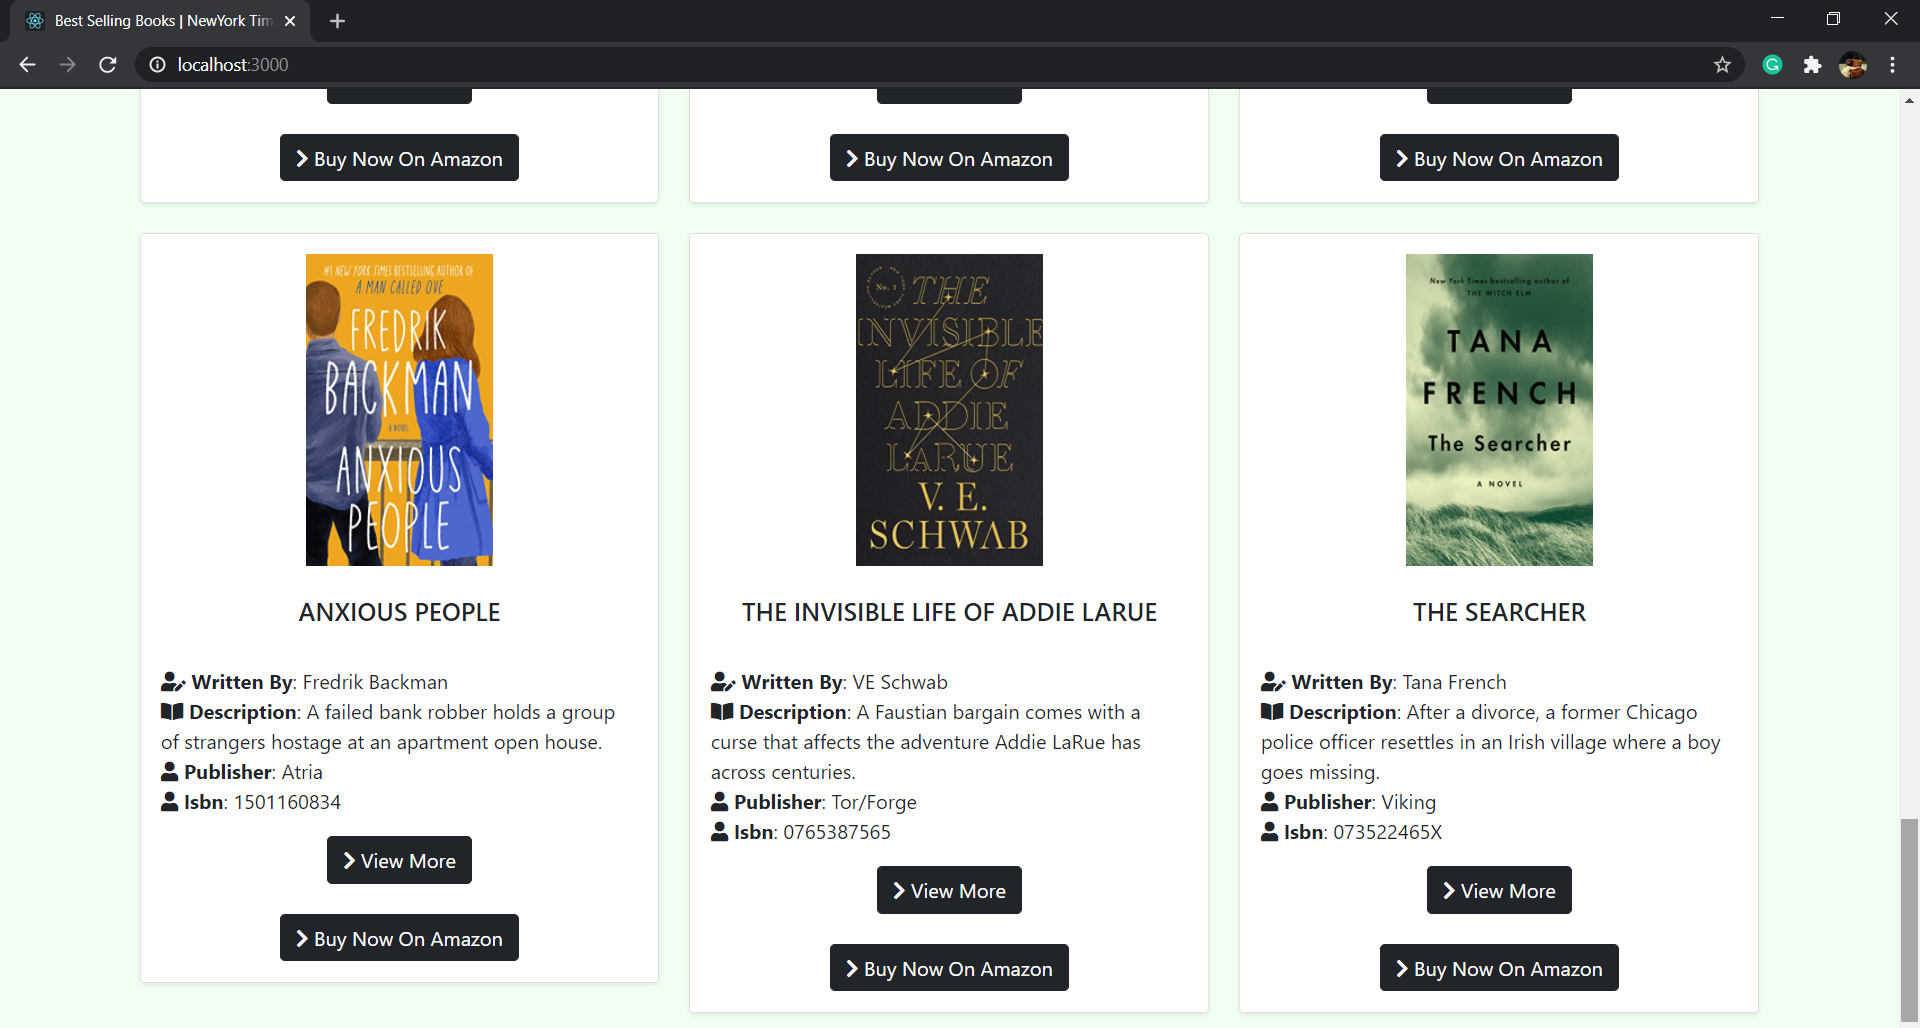 Best Selling Books | NewYork Tim
localhost:3000
Buy Now On Amazon
Buy Now On Amazon
Buy Now On Amazon
#1 NEW YORK TIMES BESTSELLING AUTHOR OF
A MAN CALLED OVE
FREDRIK
BACKMAN
A NOVEL
ANXIOUS
PEOPLE
ANXIOUS PEOPLE
Written By: Fredrik Backman
Description: A failed bank robber holds a group
of strangers hostage at an apartment open house.
Publisher: Atria
Isbn: 1501160834
View More
Buy Now On Amazon
No. 1
THE
INVISIBLE
LIFE OF
ADDIE
LARUE
V. E.
SCHWAB
THE INVISIBLE LIFE OF ADDIE LARUE
Written By: VE Schwab
Description: A Faustian bargain comes with a
curse that affects the adventure Addie LaRue has
across centuries.
Publisher: Tor/Forge
Isbn: 0765387565
View More
Buy Now On Amazon
New York Times bestselling author of
THE WITCH ELM
TANA
FRENCH
The Searcher
A NOVEL
THE SEARCHER
Written By: Tana French
Description: After a divorce, a former Chicago
police officer resettles in an Irish village where a boy
goes missing.
Publisher: Viking
Isbn: 073522465X
View More
Buy Now On Amazon